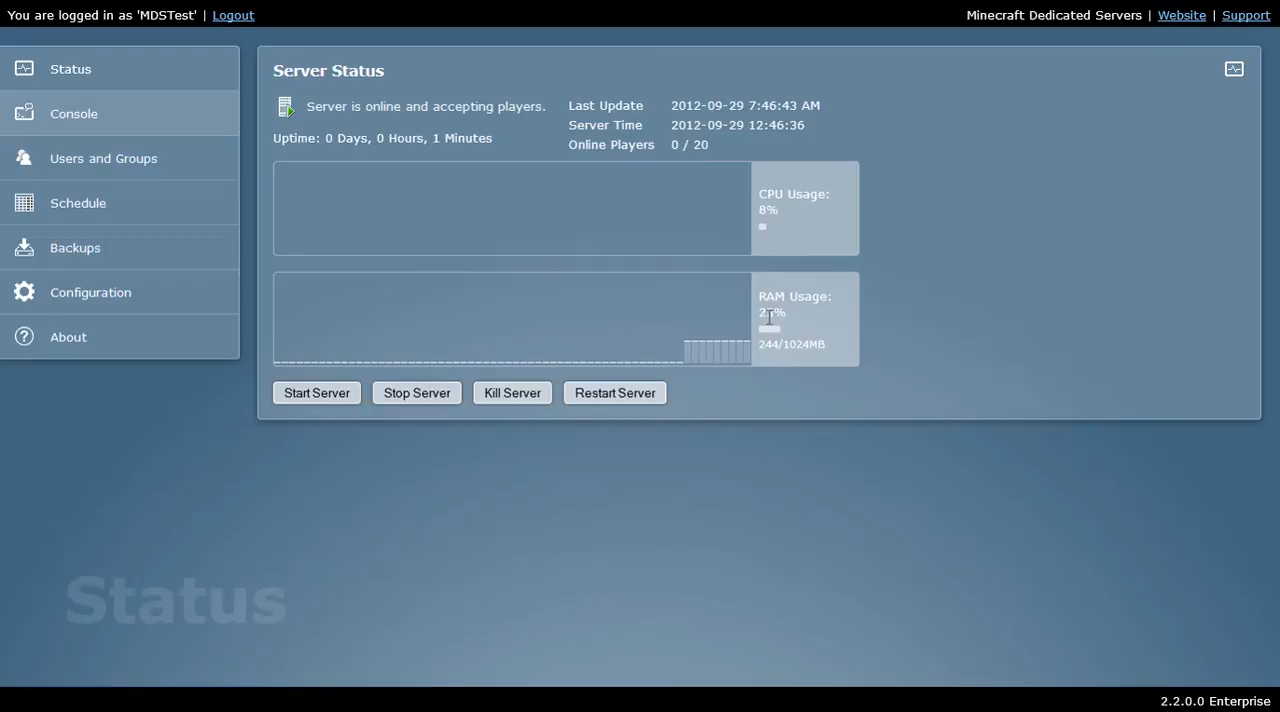 You are logged in as 'MDSTest' | Logout
Minecraft Dedicated Servers | Website | Support
Status
Console
Users and Groups
Schedule
Backups
Configuration
About
Server Status
Server is online and accepting players.
Uptime: 0 Days, 0 Hours, 1 Minutes
Last Update 2012-09-29 7:46:43 AM
Server Time 2012-09-29 12:46:36
Online Players 0 / 20
CPU Usage:
8%
RAM Usage:
244/1024MB
Start Server
Stop Server
Kill Server
Restart Server
Status
2.2.0.0 Enterprise